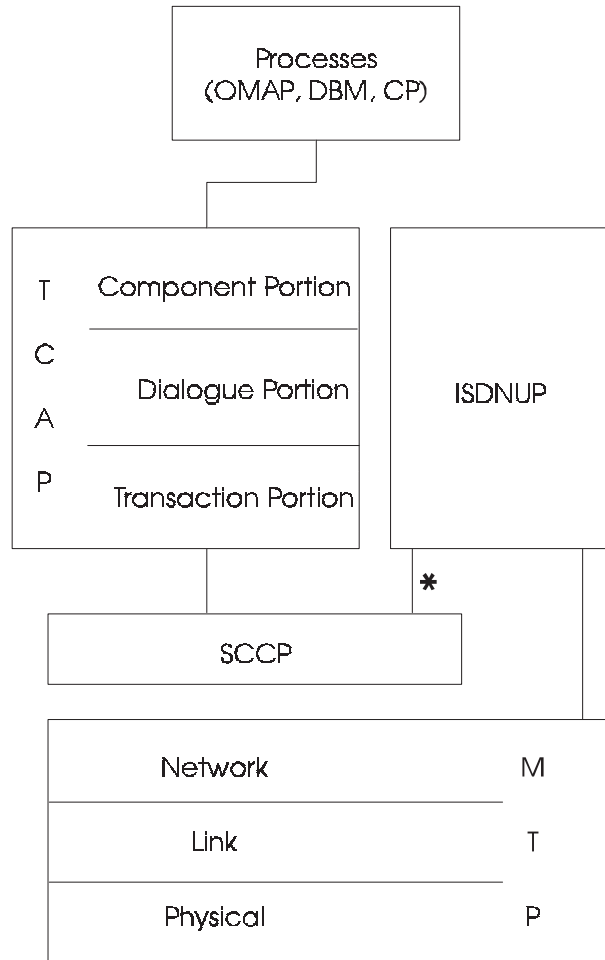 Processes
(OMAP, DBM, CP)
T
C
A
P
Component Portion
Dialogue Portion
Transaction Portion
ISDNUP
*
SCCP
Network
Link
Physical
M
T
P